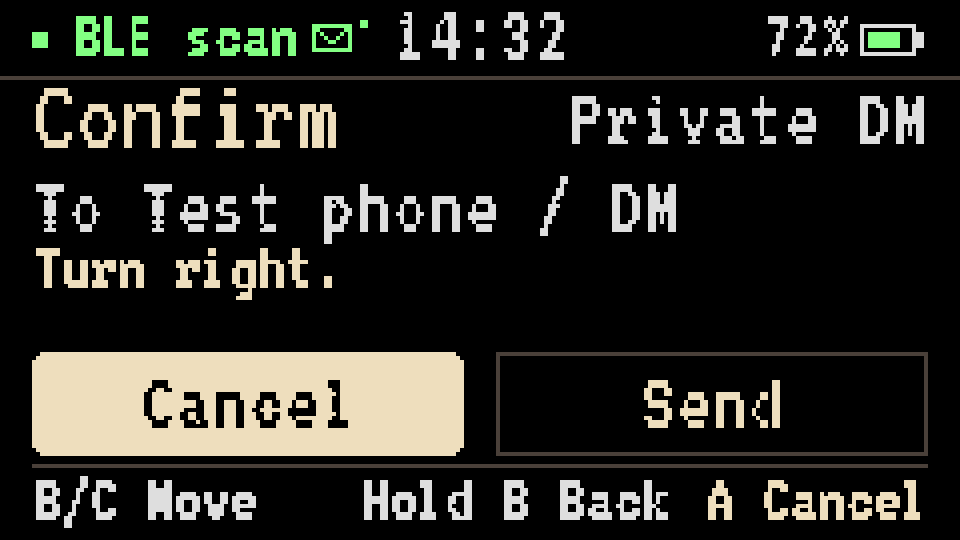 BLE scan 14:32 72%
Confirm Private DM
To Test phone / DM
Turn right.
Cancel Send
B/C Move Hold B Back A Cancel